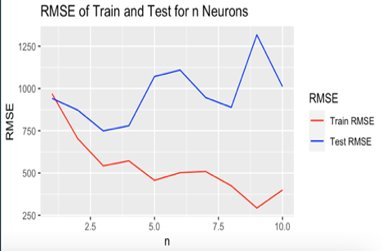 RMSE of Train and Test for n Neurons
1250
1000
750
500
250
RMSE
2.5 5.0 7.5 10.0
n
RMSE
Train RMSE
Test RMSE